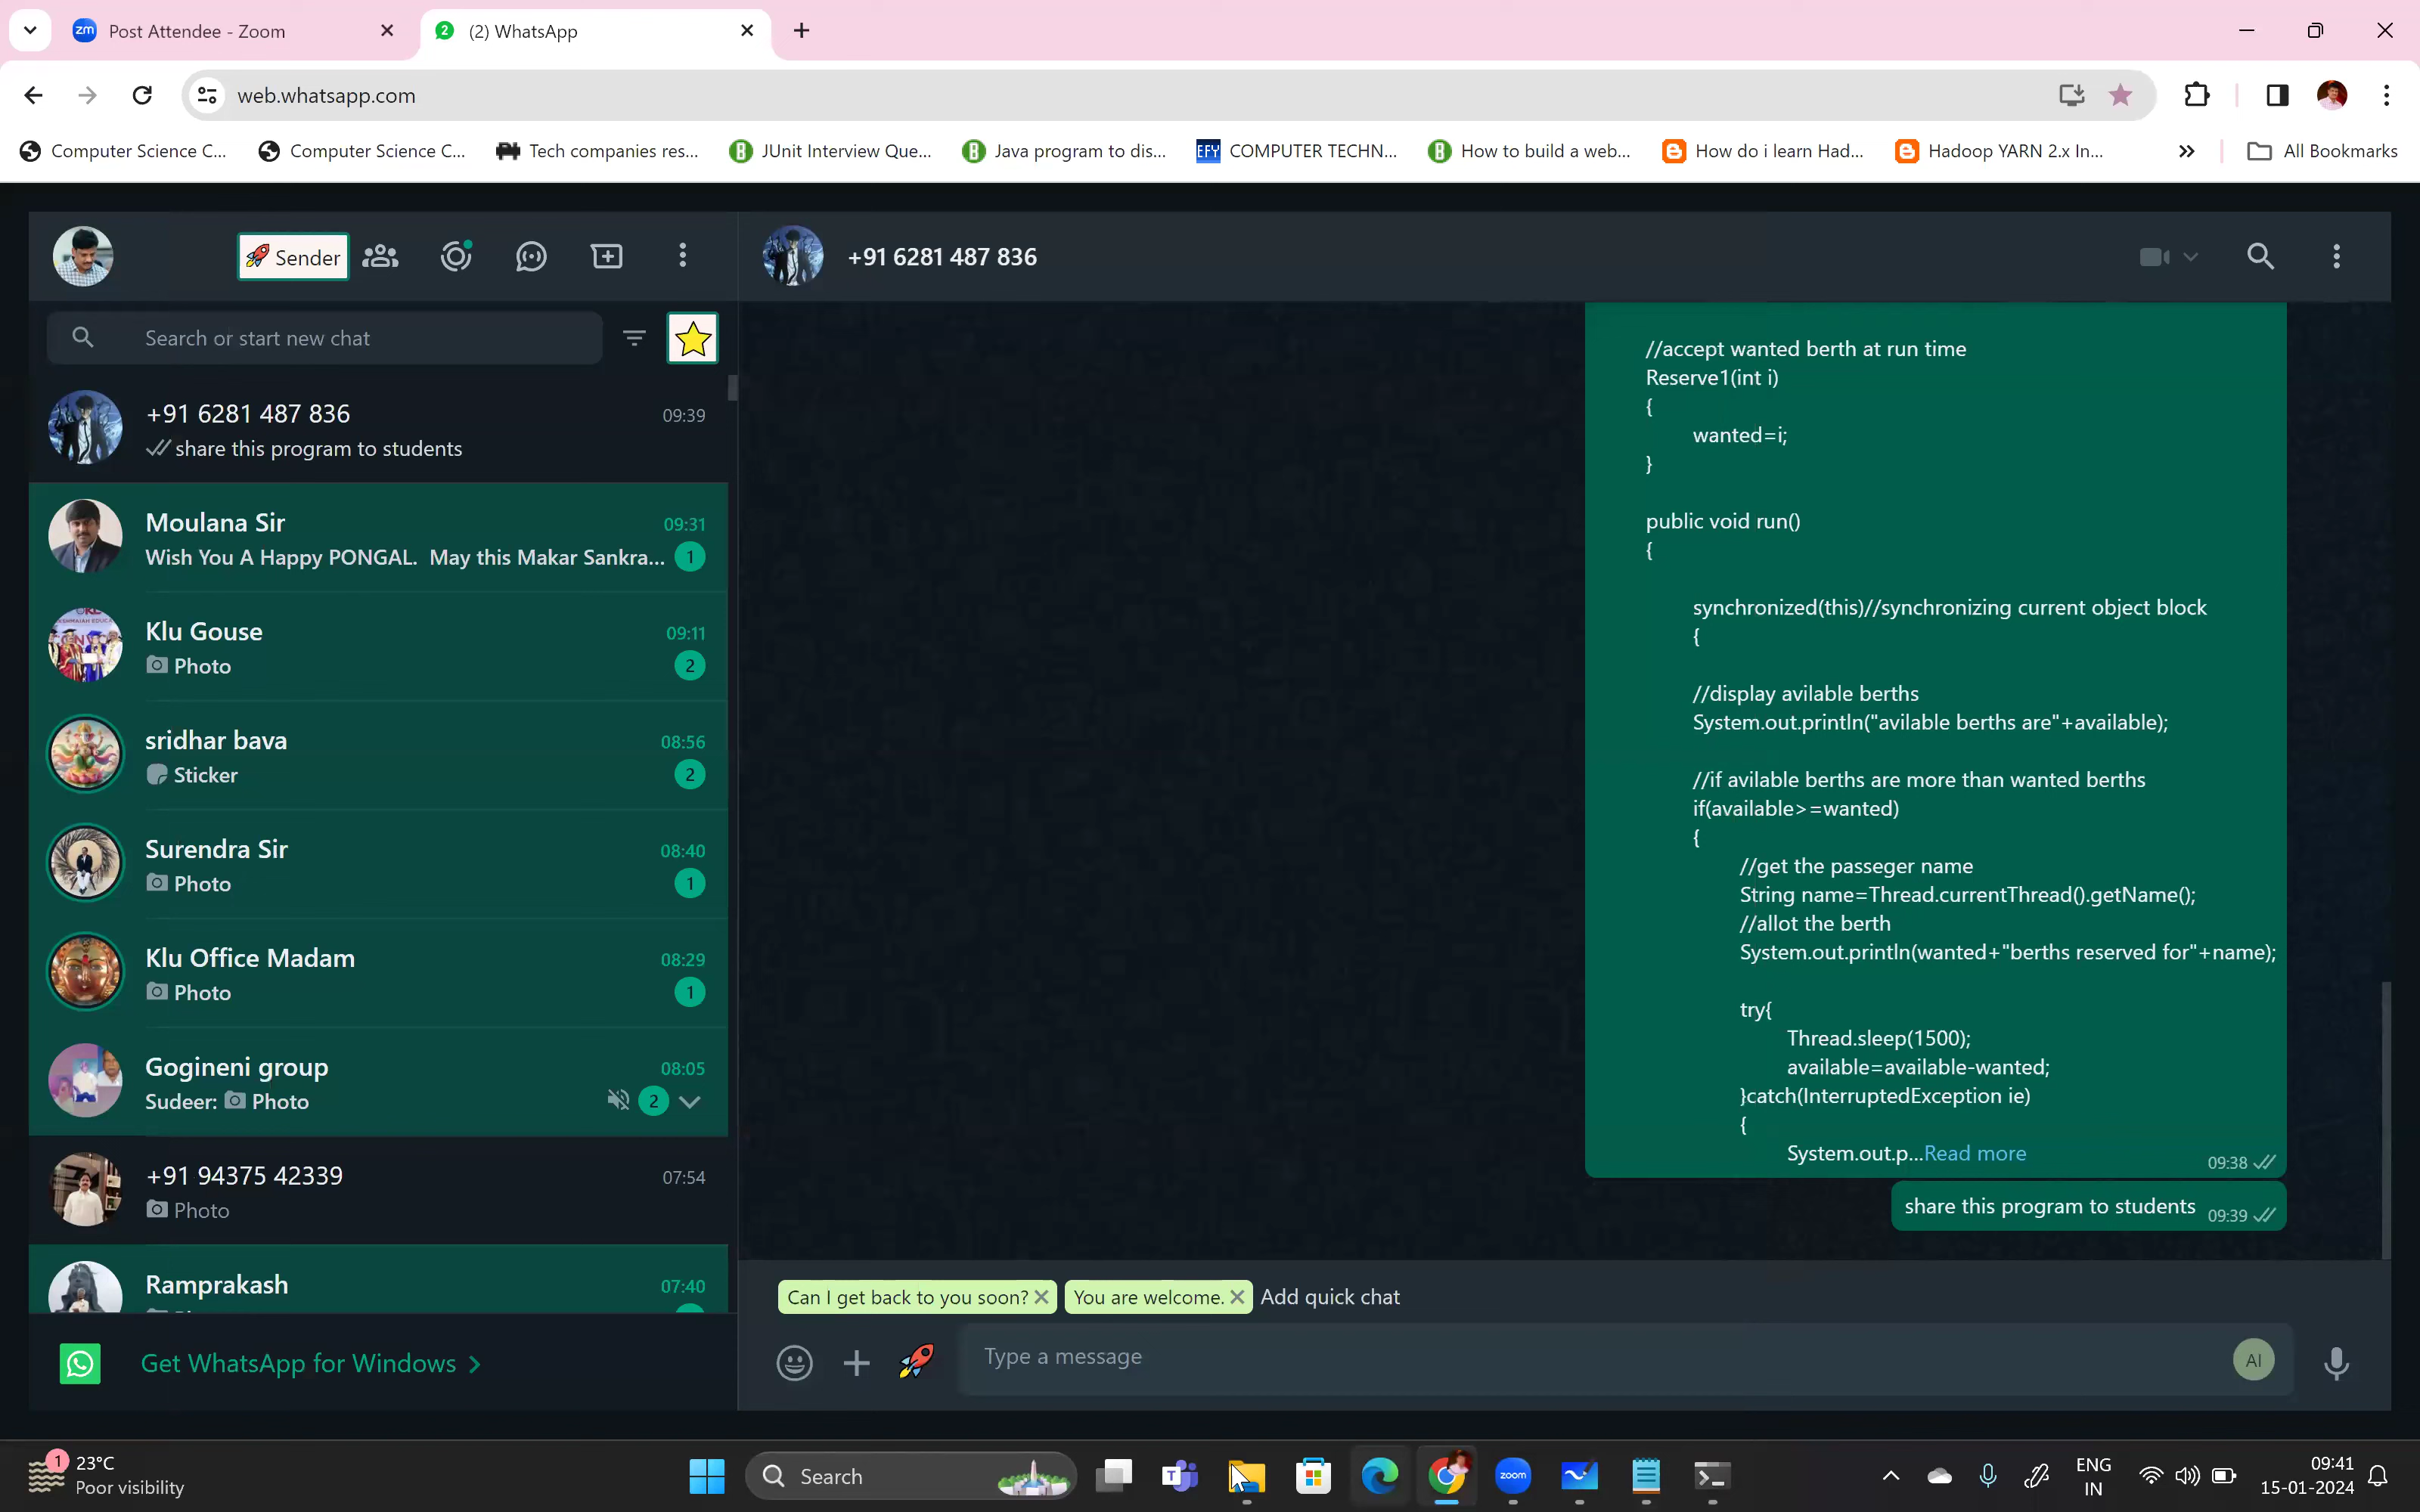 Post Attendee - Zoom
(2) WhatsApp
web.whatsapp.com
Computer Science C...
Computer Science C...
Tech companies res...
JUnit Interview Que...
Java program to dis...
EFY COMPUTER TECHN...
How to build a web...
How do i learn Had...
Hadoop YARN 2.x In...
All Bookmarks
Sender
Search or start new chat
+91 6281 487 836
09:39
share this program to students
Moulana Sir
09:31
Wish You A Happy PONGAL. May this Makar Sankra...
1
Klu Gouse
09:11
Photo
2
sridhar bava
08:56
Sticker
2
Surendra Sir
08:40
Photo
1
Klu Office Madam
08:29
Photo
1
Gogineni group
08:05
Sudeer: Photo
2
+91 94375 42339
07:54
Photo
Ramprakash
07:40
Get WhatsApp for Windows
+91 6281 487 836
//accept wanted berth at run time
Reserve1(int i)
{
wanted=i;
}
public void run()
{
synchronized(this)//synchronizing current object block
{
//display avilable berths
System.out.println("avilable berths are"+available);
//if avilable berths are more than wanted berths
if(available>=wanted)
{
//get the passeger name
String name=Thread.currentThread().getName();
//allot the berth
System.out.println(wanted+"berths reserved for"+name);
try{
Thread.sleep(1500);
available=available-wanted;
}catch(InterruptedException ie)
{
System.out.p...Read more
09:38
share this program to students
09:39
Can I get back to you soon?
You are welcome.
Add quick chat
Type a message
AI
1
23°C
Poor visibility
Search
zoom
ENG
IN
09:41
15-01-2024